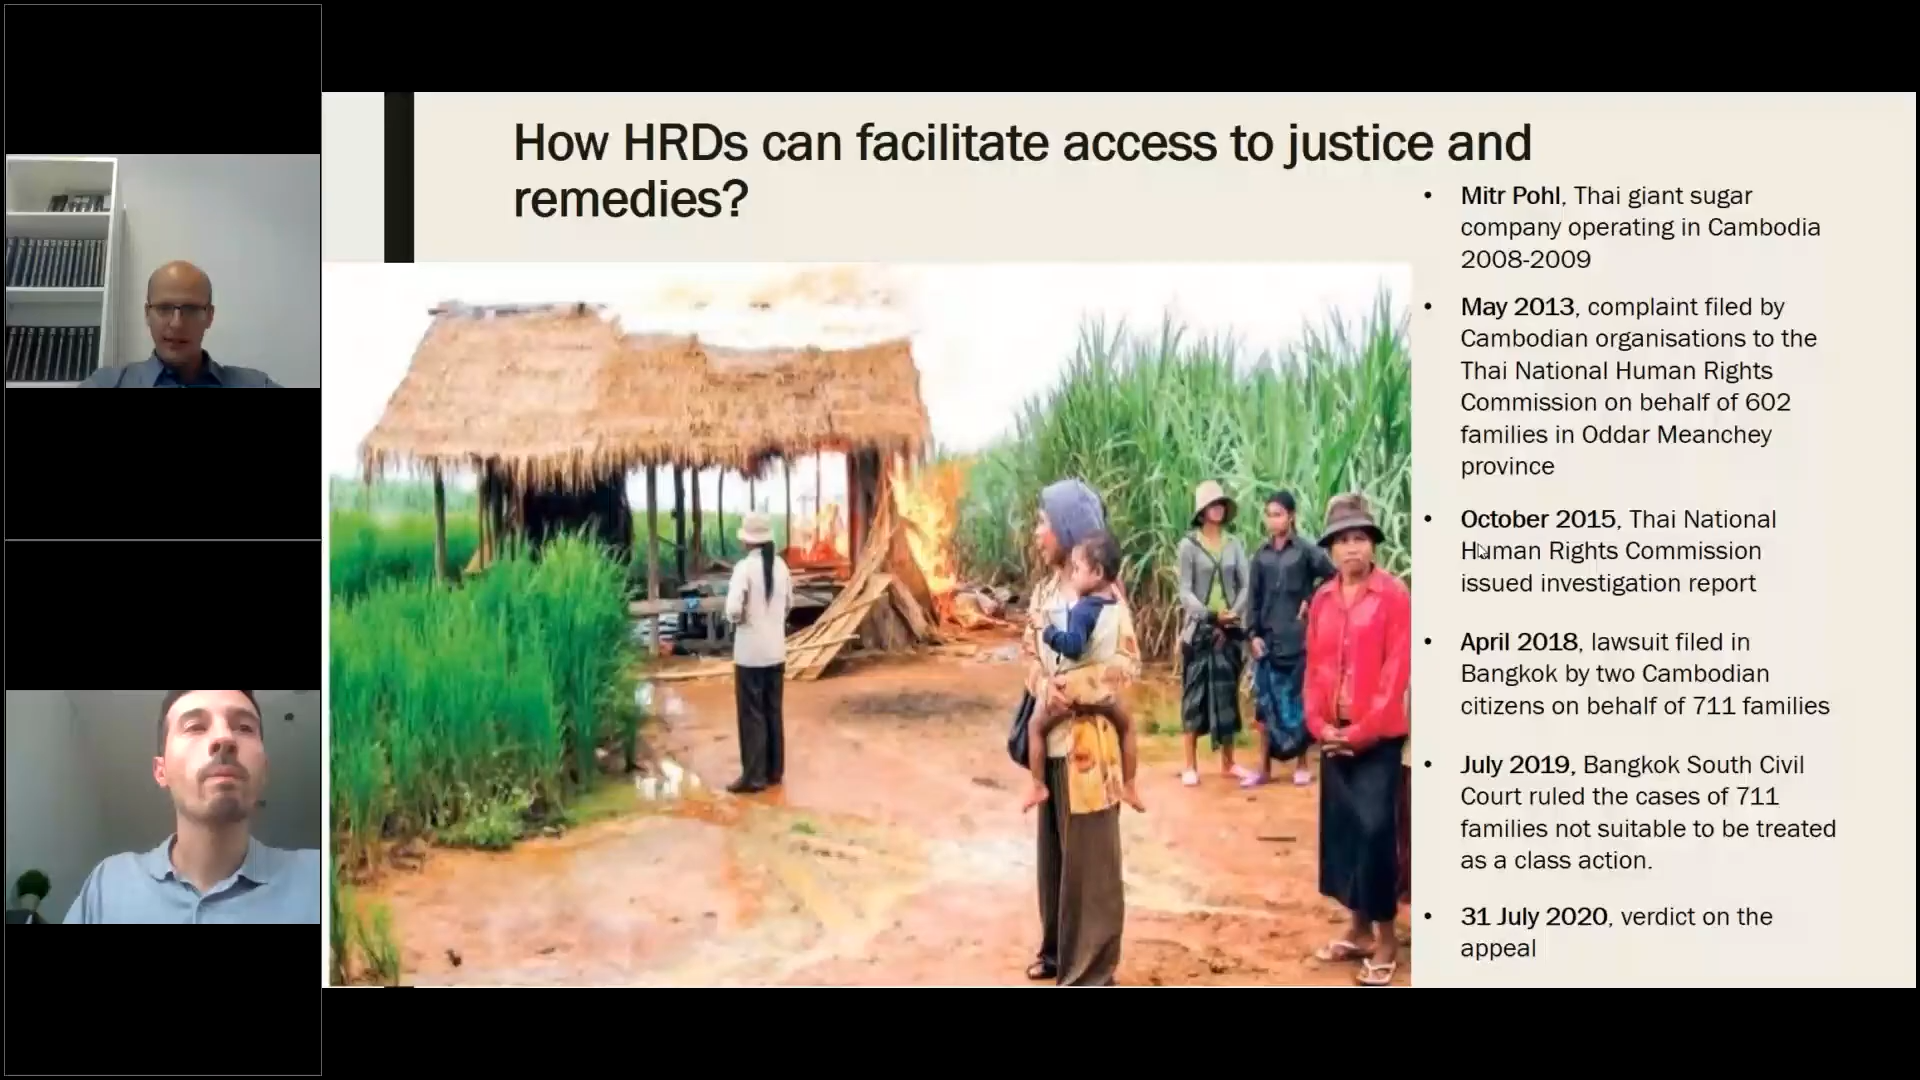 How HRDs can facilitate access to justice and
remedies?
• Mitr Pohl, Thai giant sugar
company operating in Cambodia
2008-2009
• May 2013, complaint filed by
Cambodian organisations to the
Thai National Human Rights
Commission on behalf of 602
families in Oddar Meanchey
province
• October 2015, Thai National
Human Rights Commission
issued investigation report
• April 2018, lawsuit filed in
Bangkok by two Cambodian
citizens on behalf of 711 families
• July 2019, Bangkok South Civil
Court ruled the cases of 711
families not suitable to be treated
as a class action.
• 31 July 2020, verdict on the
appeal